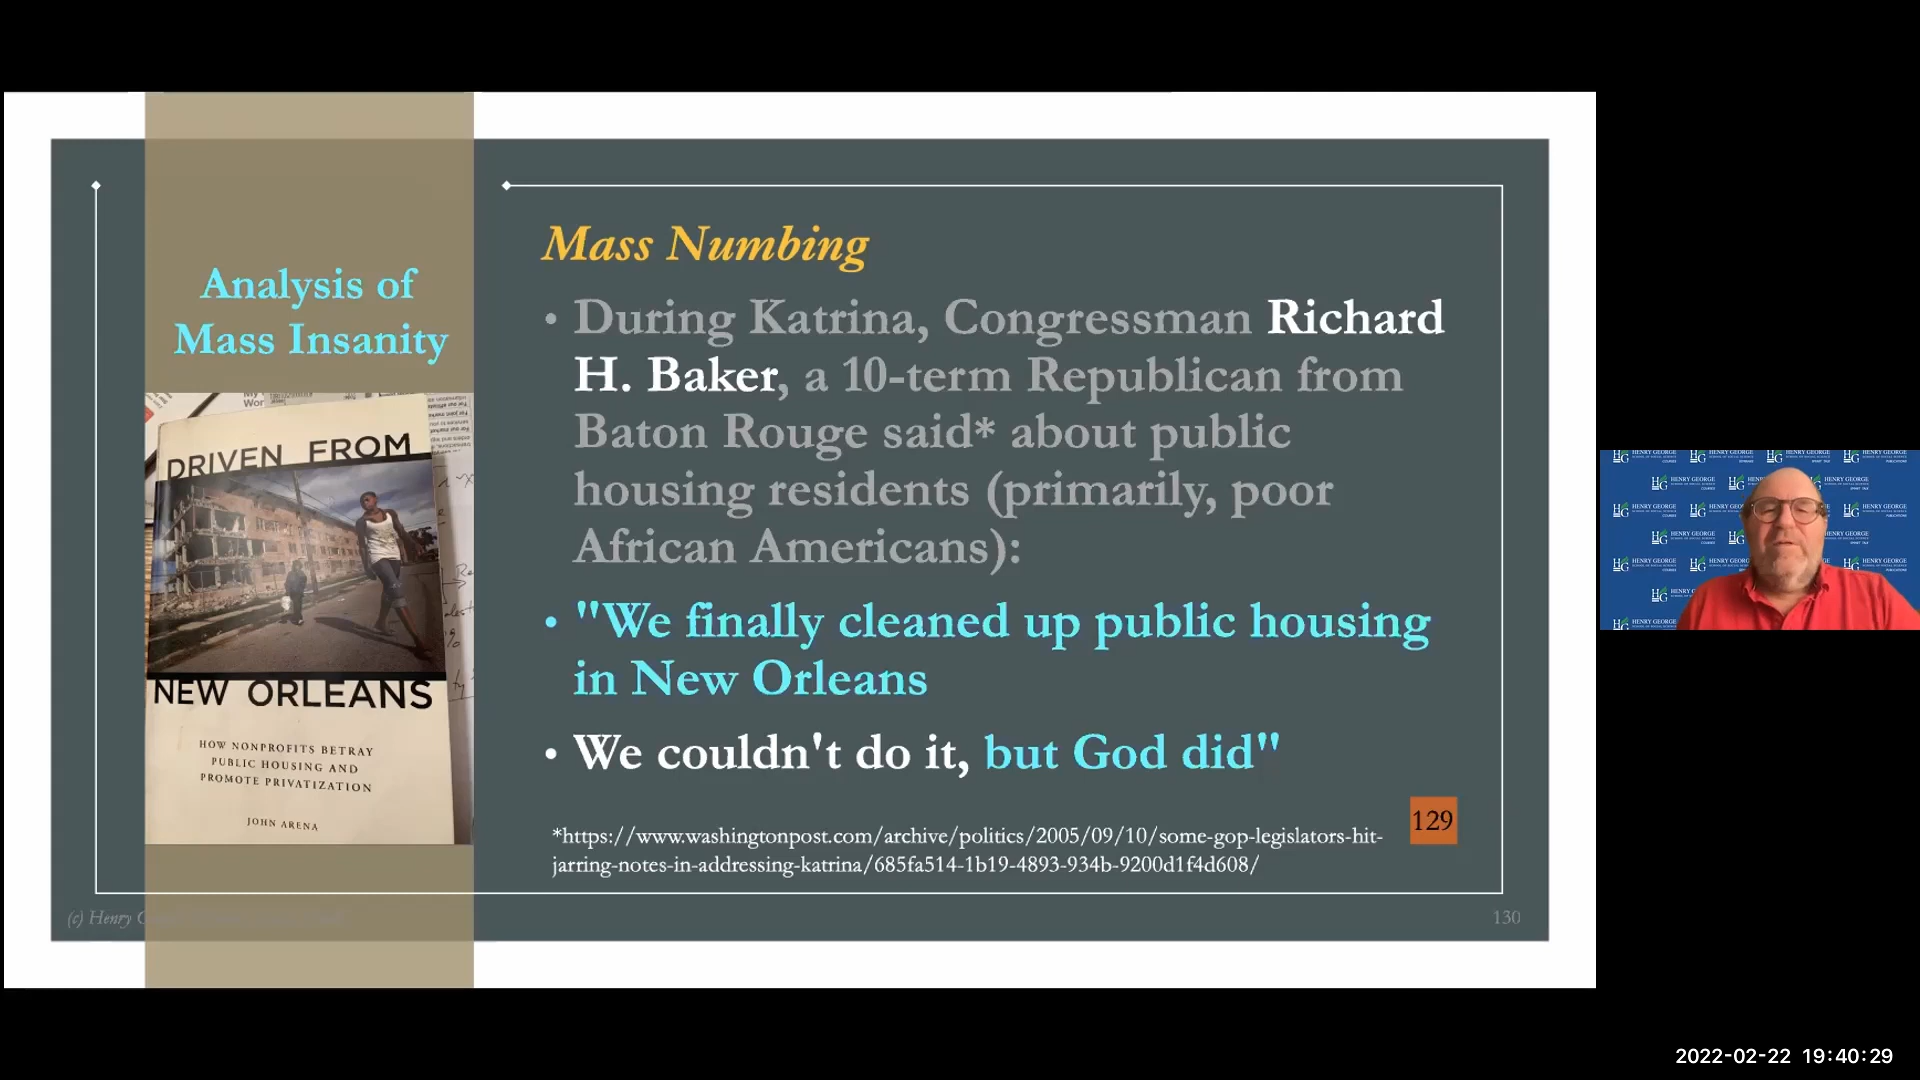 Analysis of
Mass Insanity
DRIVEN FROM
NEW ORLEANS
HOW NONPROFITS BETRAY
PUBLIC HOUSING AND
PROMOTE PRIVATIZATION
JOHN ARENA
Mass Numbing
• During Katrina, Congressman Richard
H. Baker, a 10-term Republican from
Baton Rouge said* about public
housing residents (primarily, poor
African Americans):
• "We finally cleaned up public housing
in New Orleans
• We couldn't do it, but God did"
129
*https://www.washingtonpost.com/archive/politics/2005/09/10/some-gop-legislators-hit-
jarring-notes-in-addressing-katrina/685fa514-1b19-4893-934b-9200d1f4d608/
(c) Henry
130
HENRY GEORGE
SCHOOL OF SOCIAL SCIENCE
2022-02-22 19:40:29